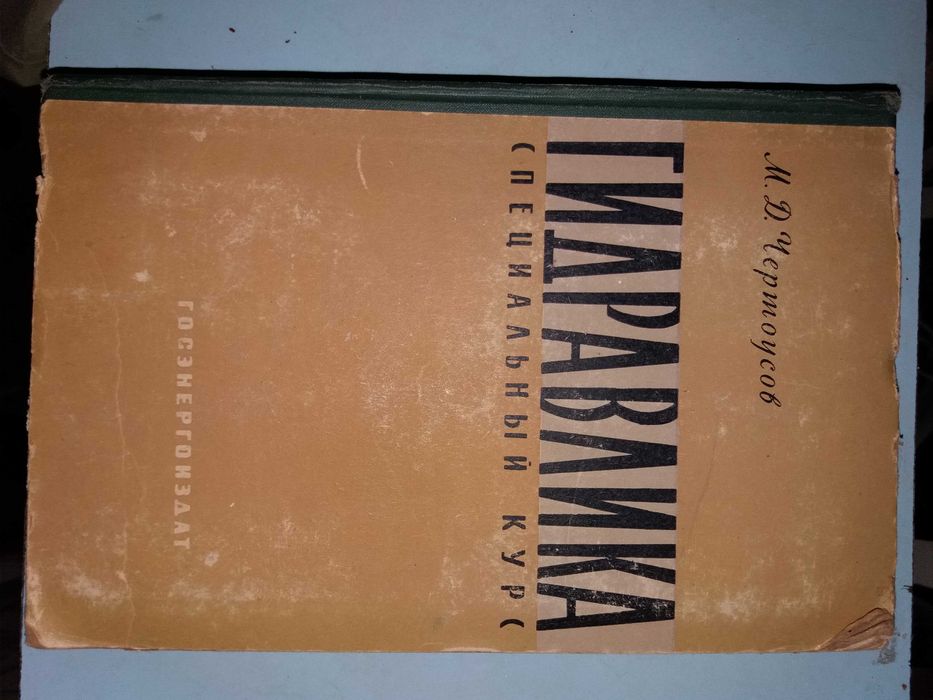 М. Д. Чертоусов
ГИДРАВЛИКА
СПЕЦИАЛЬНЫЙ КУРС
ГОСЭНЕРГОИЗДАТ